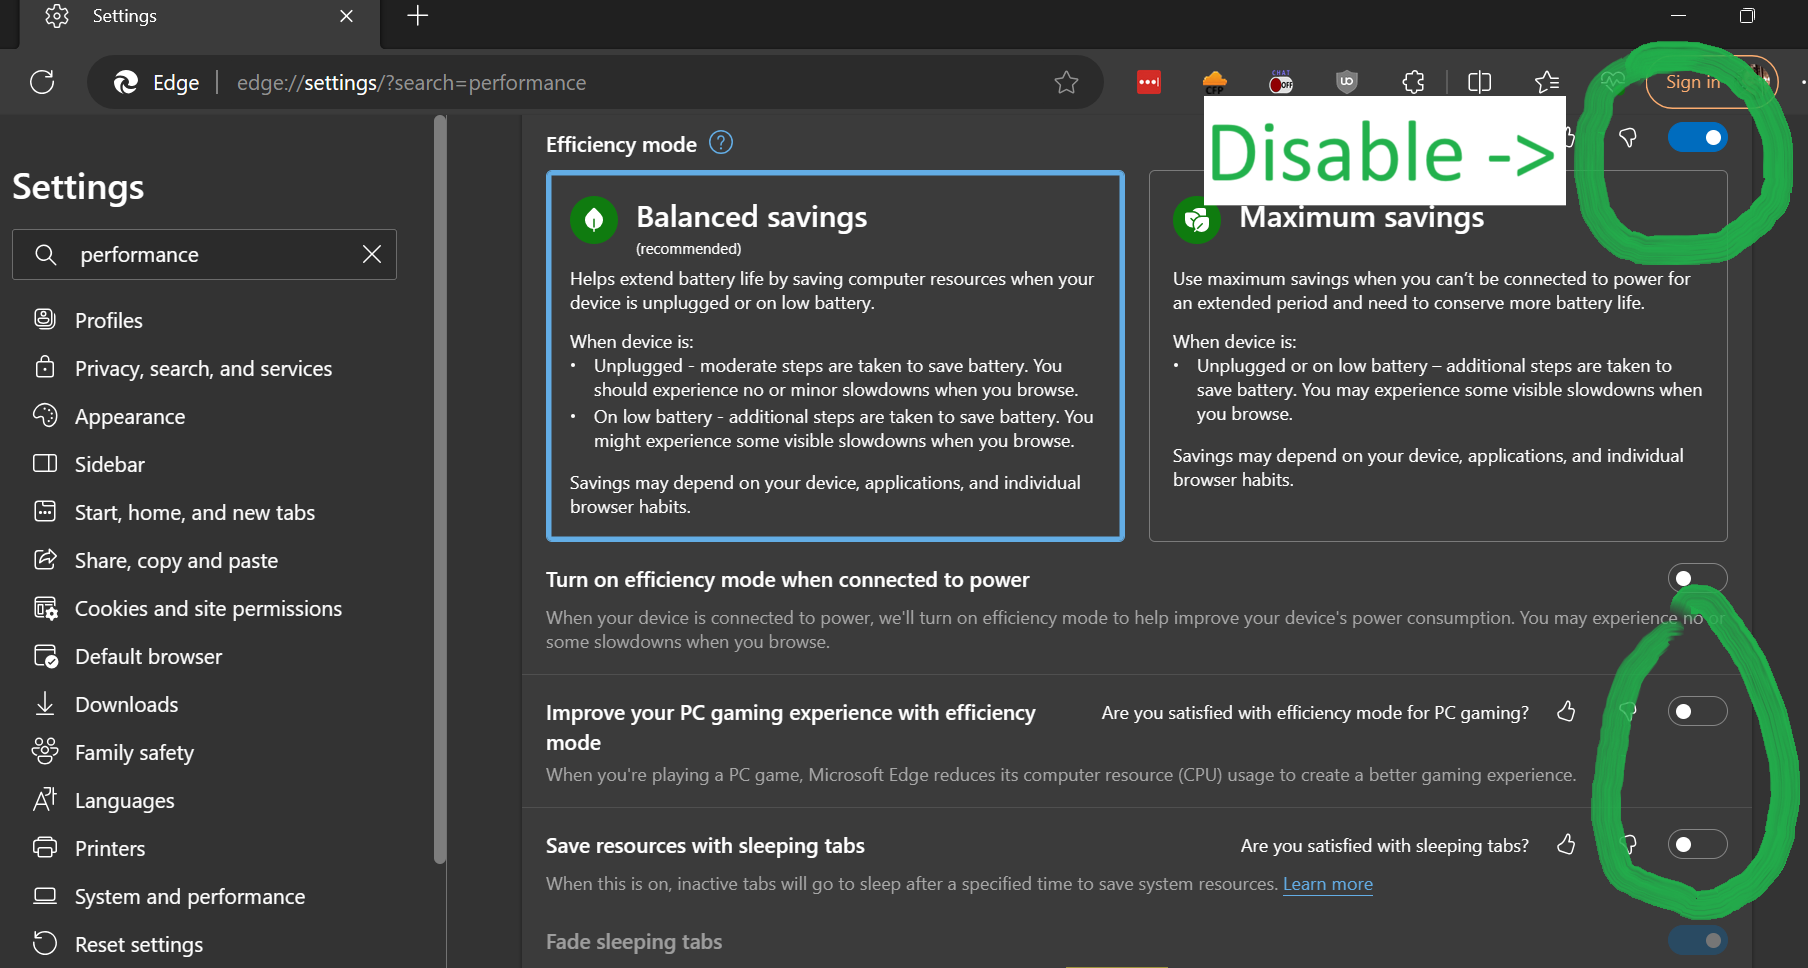 Settings
Edge
edge://settings/?search=performance
CFP
CHAT
OFF
Sign in
Disable ->
Settings
performance
Profiles
Privacy, search, and services
Appearance
Sidebar
Start, home, and new tabs
Share, copy and paste
Cookies and site permissions
Default browser
Downloads
Family safety
Languages
Printers
System and performance
Reset settings
Efficiency mode
Balanced savings
(recommended)
Helps extend battery life by saving computer resources when your
device is unplugged or on low battery.
When device is:
• Unplugged - moderate steps are taken to save battery. You
should experience no or minor slowdowns when you browse.
• On low battery - additional steps are taken to save battery. You
might experience some visible slowdowns when you browse.
Savings may depend on your device, applications, and individual
browser habits.
Maximum savings
Use maximum savings when you can’t be connected to power for
an extended period and need to conserve more battery life.
When device is:
• Unplugged or on low battery – additional steps are taken to
save battery. You may experience some visible slowdowns when
you browse.
Savings may depend on your device, applications, and individual
browser habits.
Turn on efficiency mode when connected to power
When your device is connected to power, we'll turn on efficiency mode to help improve your device's power consumption. You may experience no or
some slowdowns when you browse.
Improve your PC gaming experience with efficiency
mode
Are you satisfied with efficiency mode for PC gaming?
When you're playing a PC game, Microsoft Edge reduces its computer resource (CPU) usage to create a better gaming experience.
Save resources with sleeping tabs
Are you satisfied with sleeping tabs?
When this is on, inactive tabs will go to sleep after a specified time to save system resources. Learn more
Fade sleeping tabs